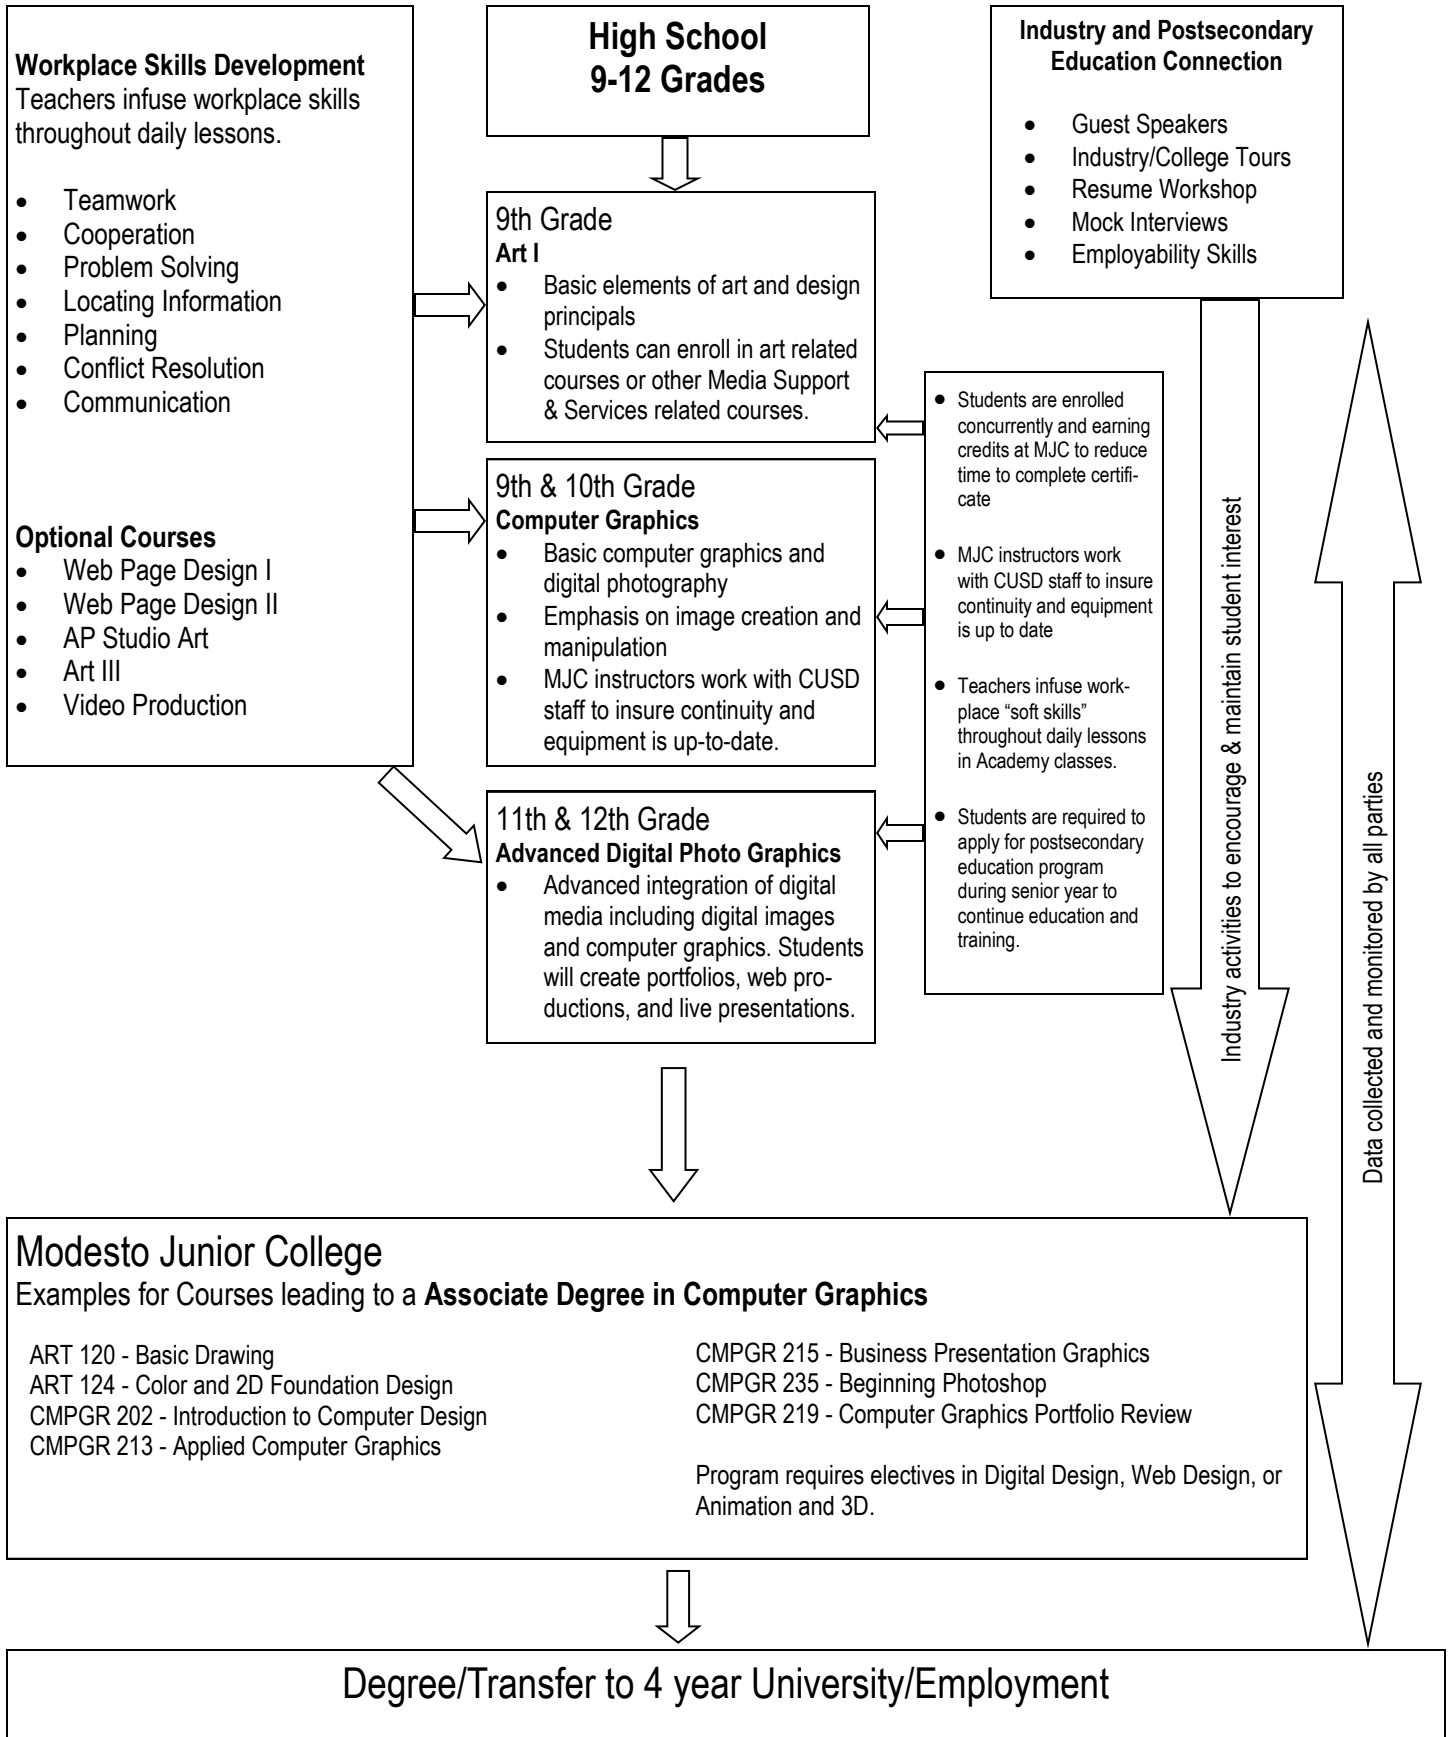 Workplace Skills Development
Teachers infuse workplace skills
throughout daily lessons.
• Teamwork
• Cooperation
• Problem Solving
• Locating Information
• Planning
• Conflict Resolution
• Communication
Optional Courses
• Web Page Design I
• Web Page Design II
• AP Studio Art
• Art III
• Video Production
High School
9-12 Grades
9th Grade
Art I
• Basic elements of art and design
principals
• Students can enroll in art related
courses or other Media Support
& Services related courses.
9th & 10th Grade
Computer Graphics
• Basic computer graphics and
digital photography
• Emphasis on image creation and
manipulation
• MJC instructors work with CUSD
staff to insure continuity and
equipment is up-to-date.
11th & 12th Grade
Advanced Digital Photo Graphics
• Advanced integration of digital
media including digital images
and computer graphics. Students
will create portfolios, web pro-
ductions, and live presentations.
Industry and Postsecondary
Education Connection
• Guest Speakers
• Industry/College Tours
• Resume Workshop
• Mock Interviews
• Employability Skills
• Students are enrolled
concurrently and earning
credits at MJC to reduce
time to complete certifi-
cate
• MJC instructors work
with CUSD staff to insure
continuity and equipment
is up to date
• Teachers infuse work-
place “soft skills”
throughout daily lessons
in Academy classes.
• Students are required to
apply for postsecondary
education program
during senior year to
continue education and
training.
Industry activities to encourage & maintain student interest
Data collected and monitored by all parties
Modesto Junior College
Examples for Courses leading to a Associate Degree in Computer Graphics
ART 120 - Basic Drawing
ART 124 - Color and 2D Foundation Design
CMPGR 202 - Introduction to Computer Design
CMPGR 213 - Applied Computer Graphics
CMPGR 215 - Business Presentation Graphics
CMPGR 235 - Beginning Photoshop
CMPGR 219 - Computer Graphics Portfolio Review
Program requires electives in Digital Design, Web Design, or
Animation and 3D.
Degree/Transfer to 4 year University/Employment